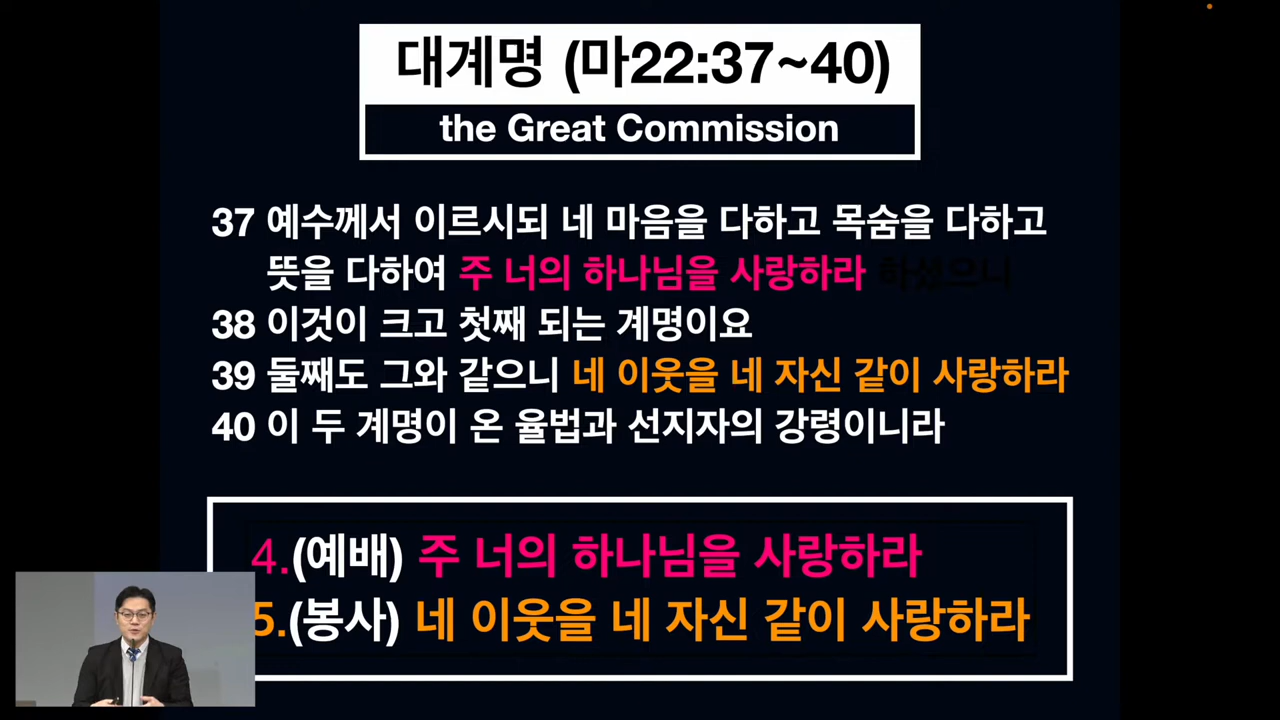 대계명 (마22:37~40)
the Great Commission
37 예수께서 이르시되 네 마음을 다하고 목숨을 다하고
뜻을 다하여 주 너의 하나님을 사랑하라 하셨으니
38 이것이 크고 첫째 되는 계명이요
39 둘째도 그와 같으니 네 이웃을 네 자신 같이 사랑하라
40 이 두 계명이 온 율법과 선지자의 강령이니라
4.(예배) 주 너의 하나님을 사랑하라
5.(봉사) 네 이웃을 네 자신 같이 사랑하라